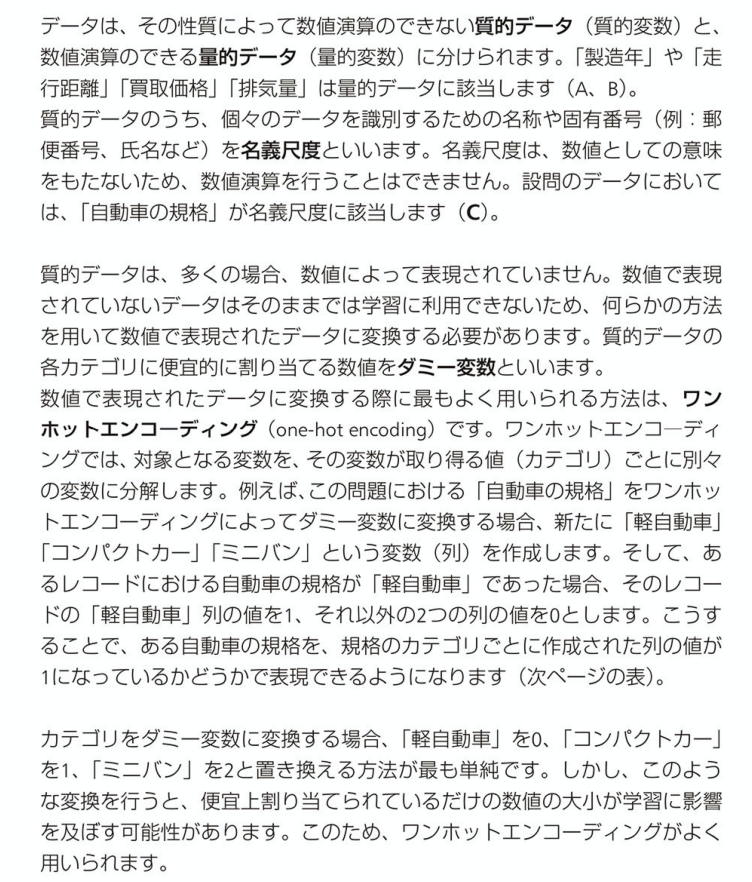 データは、その性質によって数値演算のできない質的データ（質的変数）と、
数値演算のできる量的データ（量的変数）に分けられます。「製造年」や「走
行距離」「買取価格」「排気量」は量的データに該当します（A、B）。
質的データのうち、個々のデータを識別するための名称や固有番号（例：郵
便番号、氏名など）を名義尺度といいます。名義尺度は、数値としての意味
をもたないため、数値演算を行うことはできません。設問のデータにおいて
は、「自動車の規格」が名義尺度に該当します（C）。
質的データは、多くの場合、数値によって表現されていません。数値で表現
されていないデータはそのままでは学習に利用できないため、何らかの方法
を用いて数値で表現されたデータに変換する必要があります。質的データの
各カテゴリに便宜的に割り当てる数値をダミー変数といいます。
数値で表現されたデータに変換する際に最もよく用いられる方法は、ワン
ホットエンコーディング（one-hot encoding）です。ワンホットエンコーディ
ングでは、対象となる変数を、その変数が取り得る値（カテゴリ）ごとに別々
の変数に分解します。例えば、この問題における「自動車の規格」をワンホッ
トエンコーディングによってダミー変数に変換する場合、新たに「軽自動車」
「コンパクトカー」「ミニバン」という変数（列）を作成します。そして、あ
るレコードにおける自動車の規格が「軽自動車」であった場合、そのレコー
ドの「軽自動車」列の値を1、それ以外の2つの列の値を0とします。こうす
ることで、ある自動車の規格を、規格のカテゴリごとに作成された列の値が
1になっているかどうかで表現できるようになります（次ページの表）。
カテゴリをダミー変数に変換する場合、「軽自動車」を0、「コンパクトカー」
を1、「ミニバン」を2と置き換える方法が最も単純です。しかし、このよう
な変換を行うと、便宜上割り当てられているだけの数値の大小が学習に影響
を及ぼす可能性があります。このため、ワンホットエンコーディングがよく
用いられます。